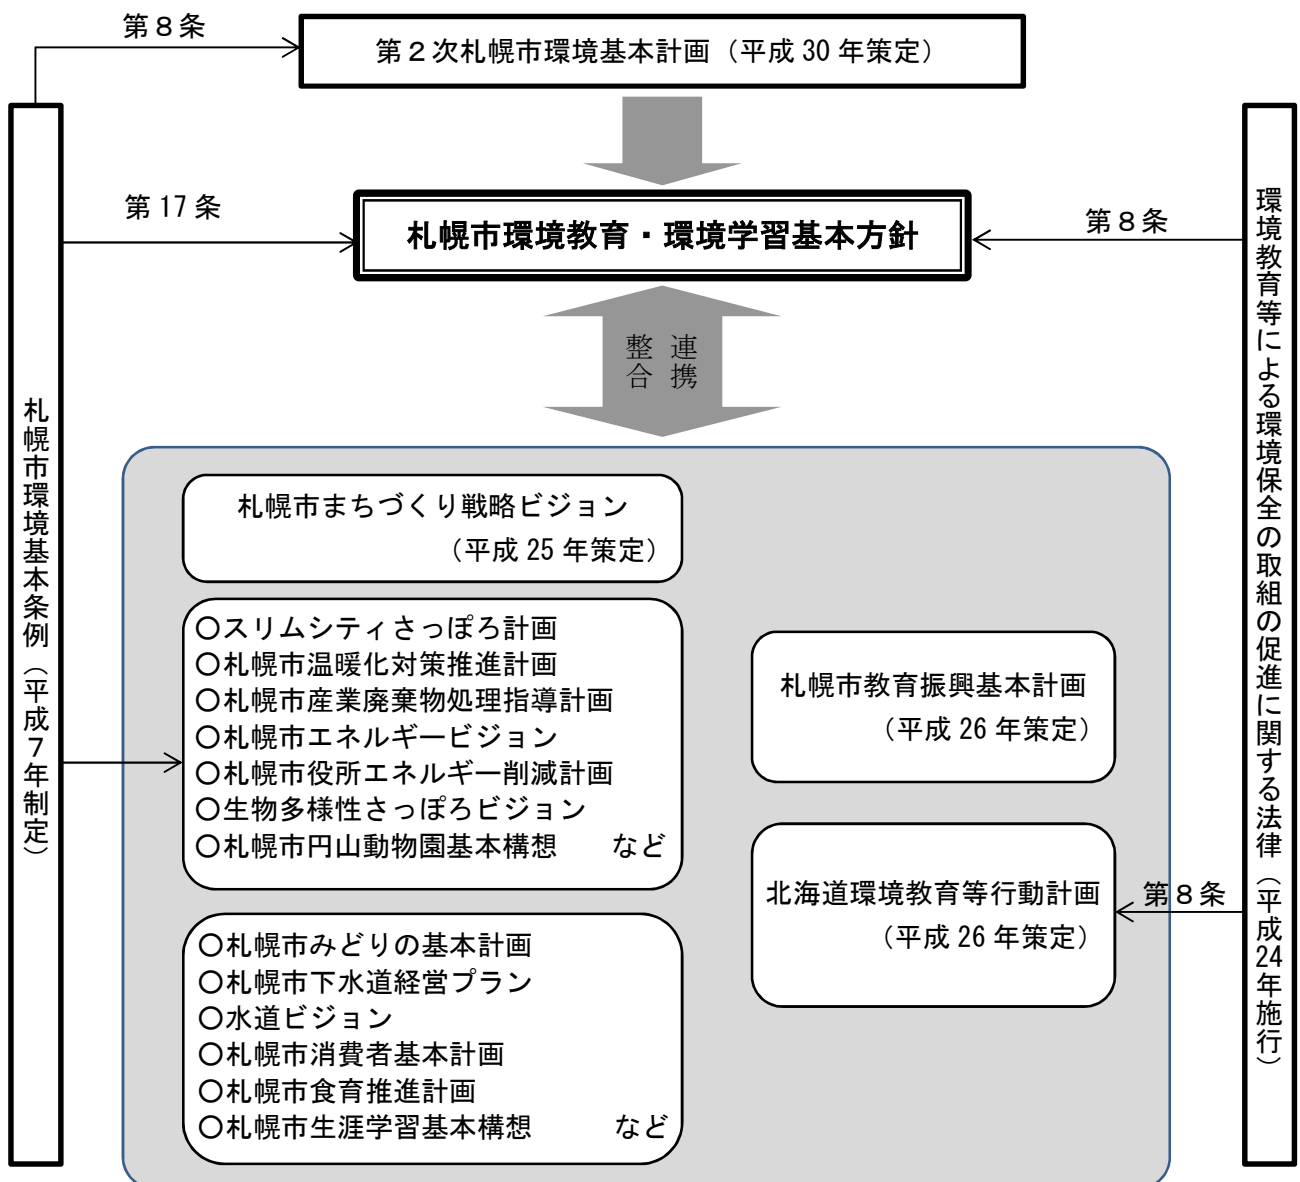 第８条
第２次札幌市環境基本計画（平成 30 年策定）
第 17 条
札幌市環境教育・環境学習基本方針
第８条
連携
整合
札幌市環境基本条例（平成７年制定）
環境教育等による環境保全の取組の促進に関する法律（平成24年施行）
札幌市まちづくり戦略ビジョン
（平成 25 年策定）
〇スリムシティさっぽろ計画
〇札幌市温暖化対策推進計画
〇札幌市産業廃棄物処理指導計画
〇札幌市エネルギービジョン
〇札幌市役所エネルギー削減計画
〇生物多様性さっぽろビジョン
〇札幌市円山動物園基本構想　　など
〇札幌市みどりの基本計画
〇札幌市下水道経営プラン
〇水道ビジョン
〇札幌市消費者基本計画
〇札幌市食育推進計画
〇札幌市生涯学習基本構想　　　など
札幌市教育振興基本計画
（平成 26 年策定）
北海道環境教育等行動計画
（平成 26 年策定）
第８条